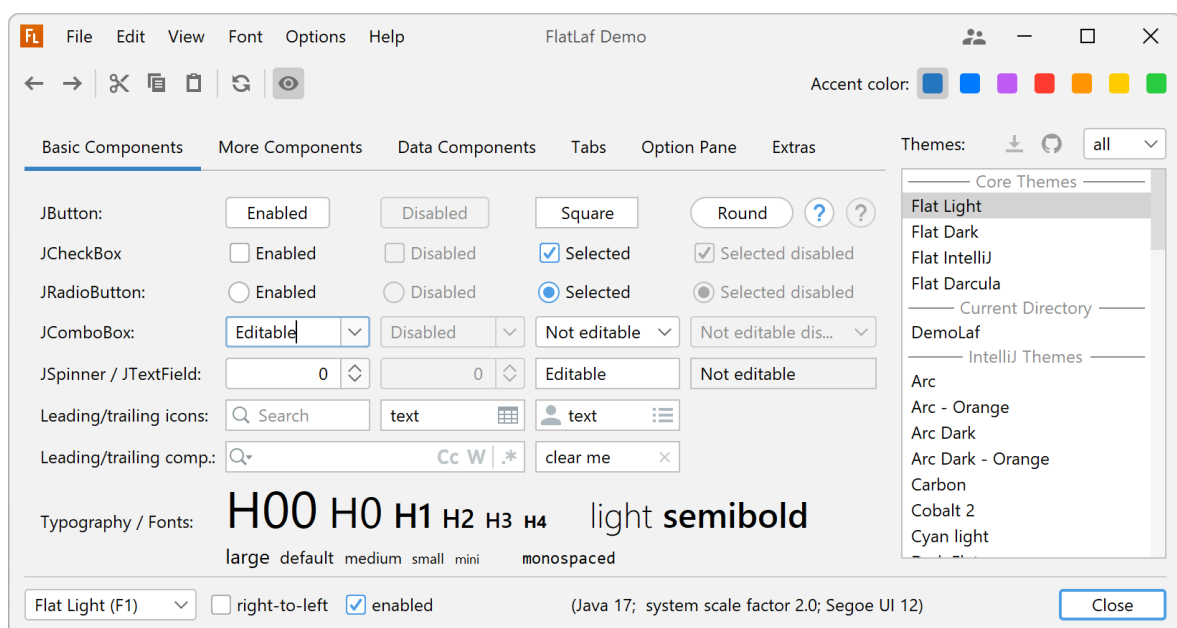 FL File Edit View Font Options Help FlatLaf Demo
Accent color:
Basic Components More Components Data Components Tabs Option Pane Extras
Themes: all
JButton: Enabled Disabled Square Round ? ?
JCheckBox Enabled Disabled Selected Selected disabled
JRadioButton: Enabled Disabled Selected Selected disabled
JComboBox: Editable Disabled Not editable Not editable dis...
JSpinner / JTextField: 0 0 Editable Not editable
Leading/trailing icons: Search text text
Leading/trailing comp.: Cc W .* clear me
Typography / Fonts: H00 H0 H1 H2 H3 H4 light semibold
large default medium small mini monospaced
Core Themes
Flat Light
Flat Dark
Flat IntelliJ
Flat Darcula
Current Directory
DemoLaf
IntelliJ Themes
Arc
Arc - Orange
Arc Dark
Arc Dark - Orange
Carbon
Cobalt 2
Cyan light
Flat Light (F1) right-to-left enabled (Java 17; system scale factor 2.0; Segoe UI 12) Close